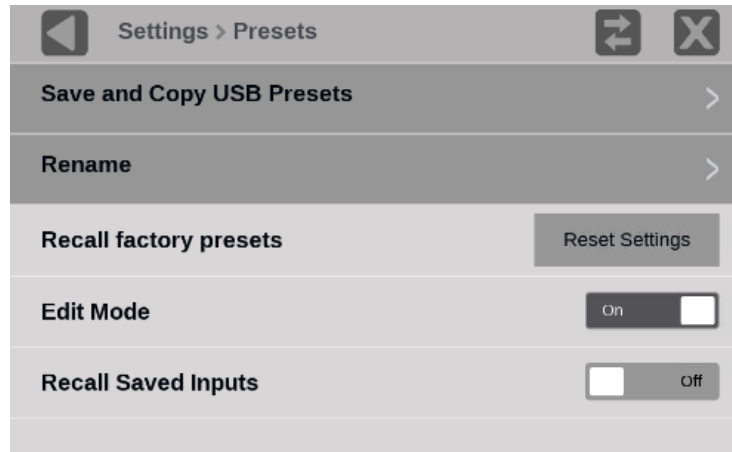 Settings > Presets
Save and Copy USB Presets
Rename
Recall factory presets
Reset Settings
Edit Mode
On
Recall Saved Inputs
Off